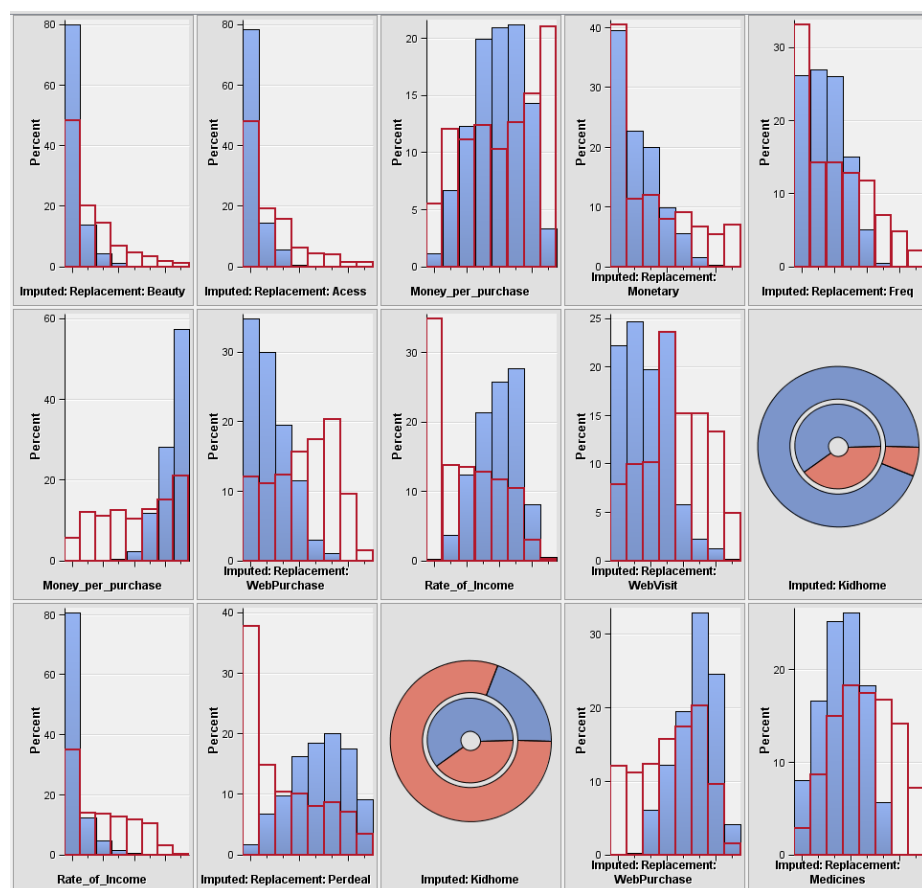 80
60
40
20
0
Percent
Imputed: Replacement: Beauty
80
60
40
20
0
Percent
Imputed: Replacement: Acess
20
15
10
5
0
Percent
Money_per_purchase
40
30
20
10
0
Percent
Imputed: Replacement:
Monetary
30
20
10
0
Percent
Imputed: Replacement: Freq
60
40
20
0
Percent
Money_per_purchase
30
20
10
0
Percent
Imputed: Replacement:
WebPurchase
30
20
10
0
Percent
Rate_of_Income
25
20
15
10
5
0
Percent
Imputed: Replacement:
WebVisit
Imputed: Kidhome
80
60
40
20
0
Percent
Rate_of_Income
40
30
20
10
0
Percent
Imputed: Replacement: Perdeal
Imputed: Kidhome
30
20
10
0
Percent
Imputed: Replacement:
WebPurchase
20
10
0
Percent
Imputed: Replacement:
Medicines